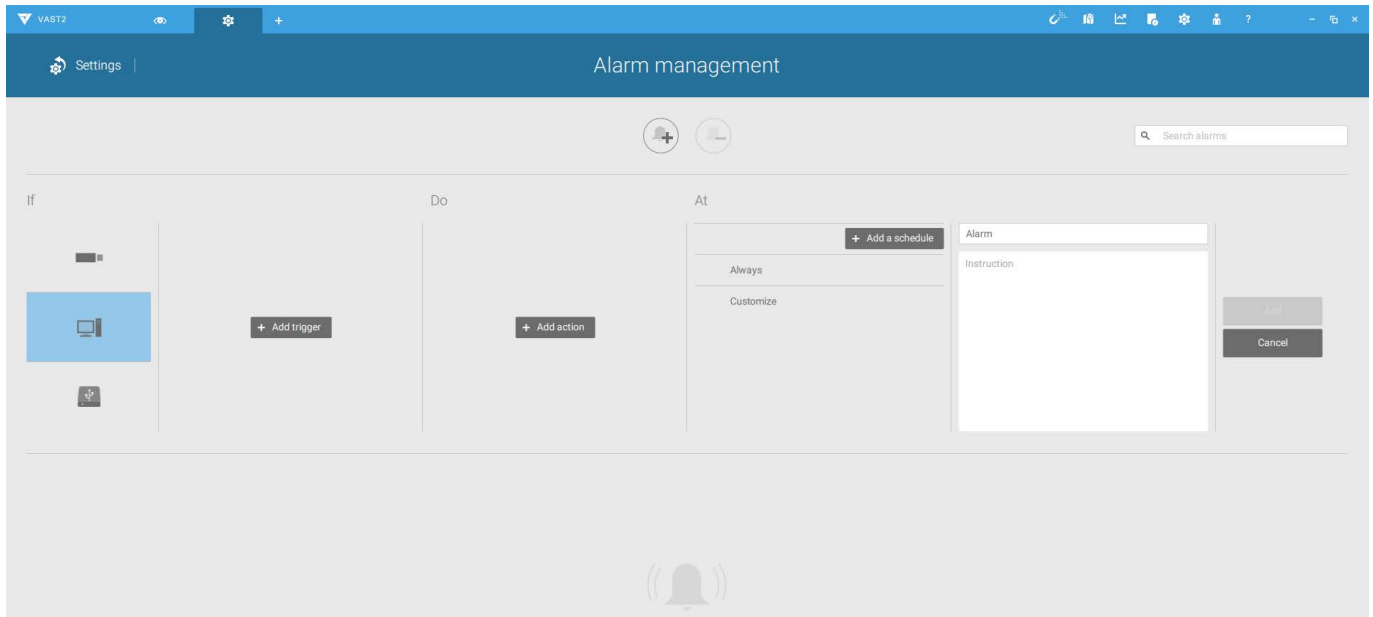 VAST2
+
?
Settings
Alarm management
Search alarms
If
Do
At
+ Add a schedule
Alarm
Always
Instruction
Customize
+ Add trigger
+ Add action
Add
Cancel